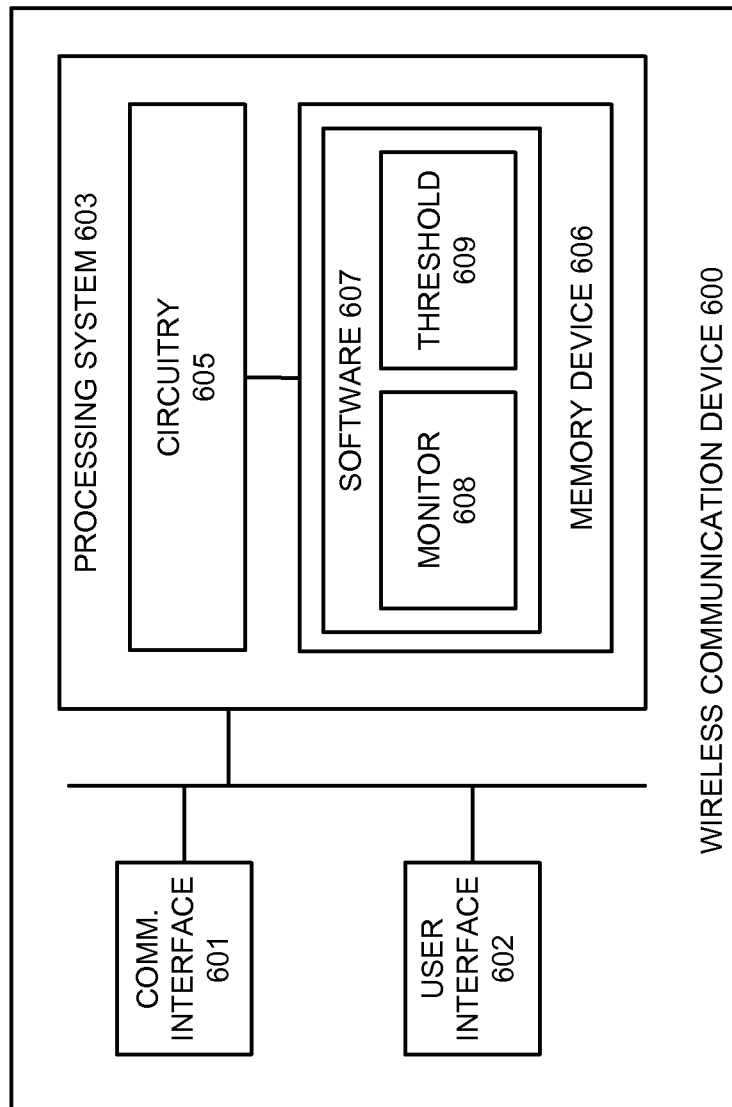 PROCESSING SYSTEM 603
CIRCUITRY
605
SOFTWARE 607
MONITOR
608
THRESHOLD
609
MEMORY DEVICE 606
COMM.
INTERFACE
601
USER
INTERFACE
602
WIRELESS COMMUNICATION DEVICE 600